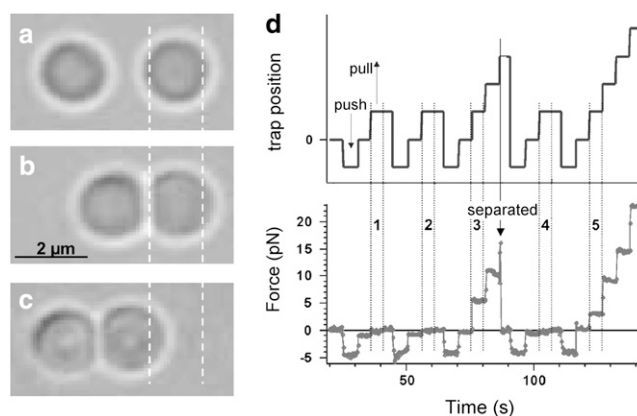 a
b
2 µm
c
d
trap position
pull
push
0
separated
1
2
3
4
5
Force (pN)
20
15
10
5
0
-5
50
100
Time (s)